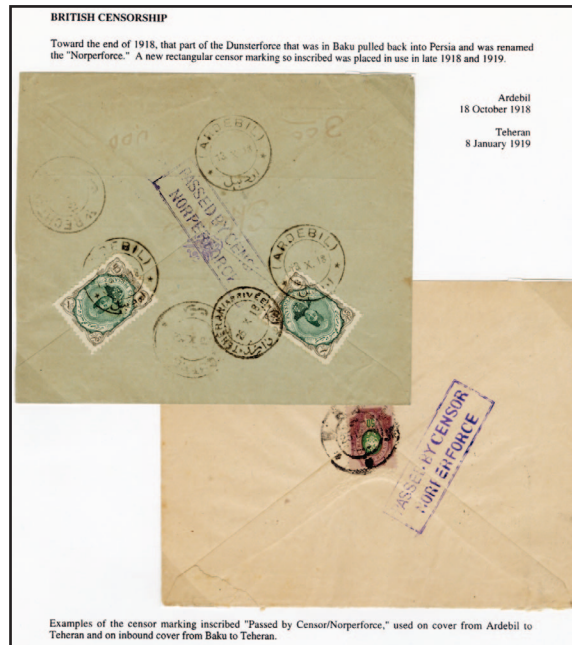 BRITISH CENSORSHIP
Toward the end of 1918, that part of the Dunsterforce that was in Baku pulled back into Persia and was renamed
the "Norperforce." A new rectangular censor marking so inscribed was placed in use in late 1918 and 1919.
Ardebil
18 October 1918
Teheran
8 January 1919
(ARDEBIL)
PASSED BY CENSOR
NORPERFORCE
(ARDEBIL)
PASSED BY CENSOR
NORPERFORCE
Examples of the censor marking inscribed "Passed by Censor/Norperforce," used on cover from Ardebil to
Teheran and on inbound cover from Baku to Teheran.